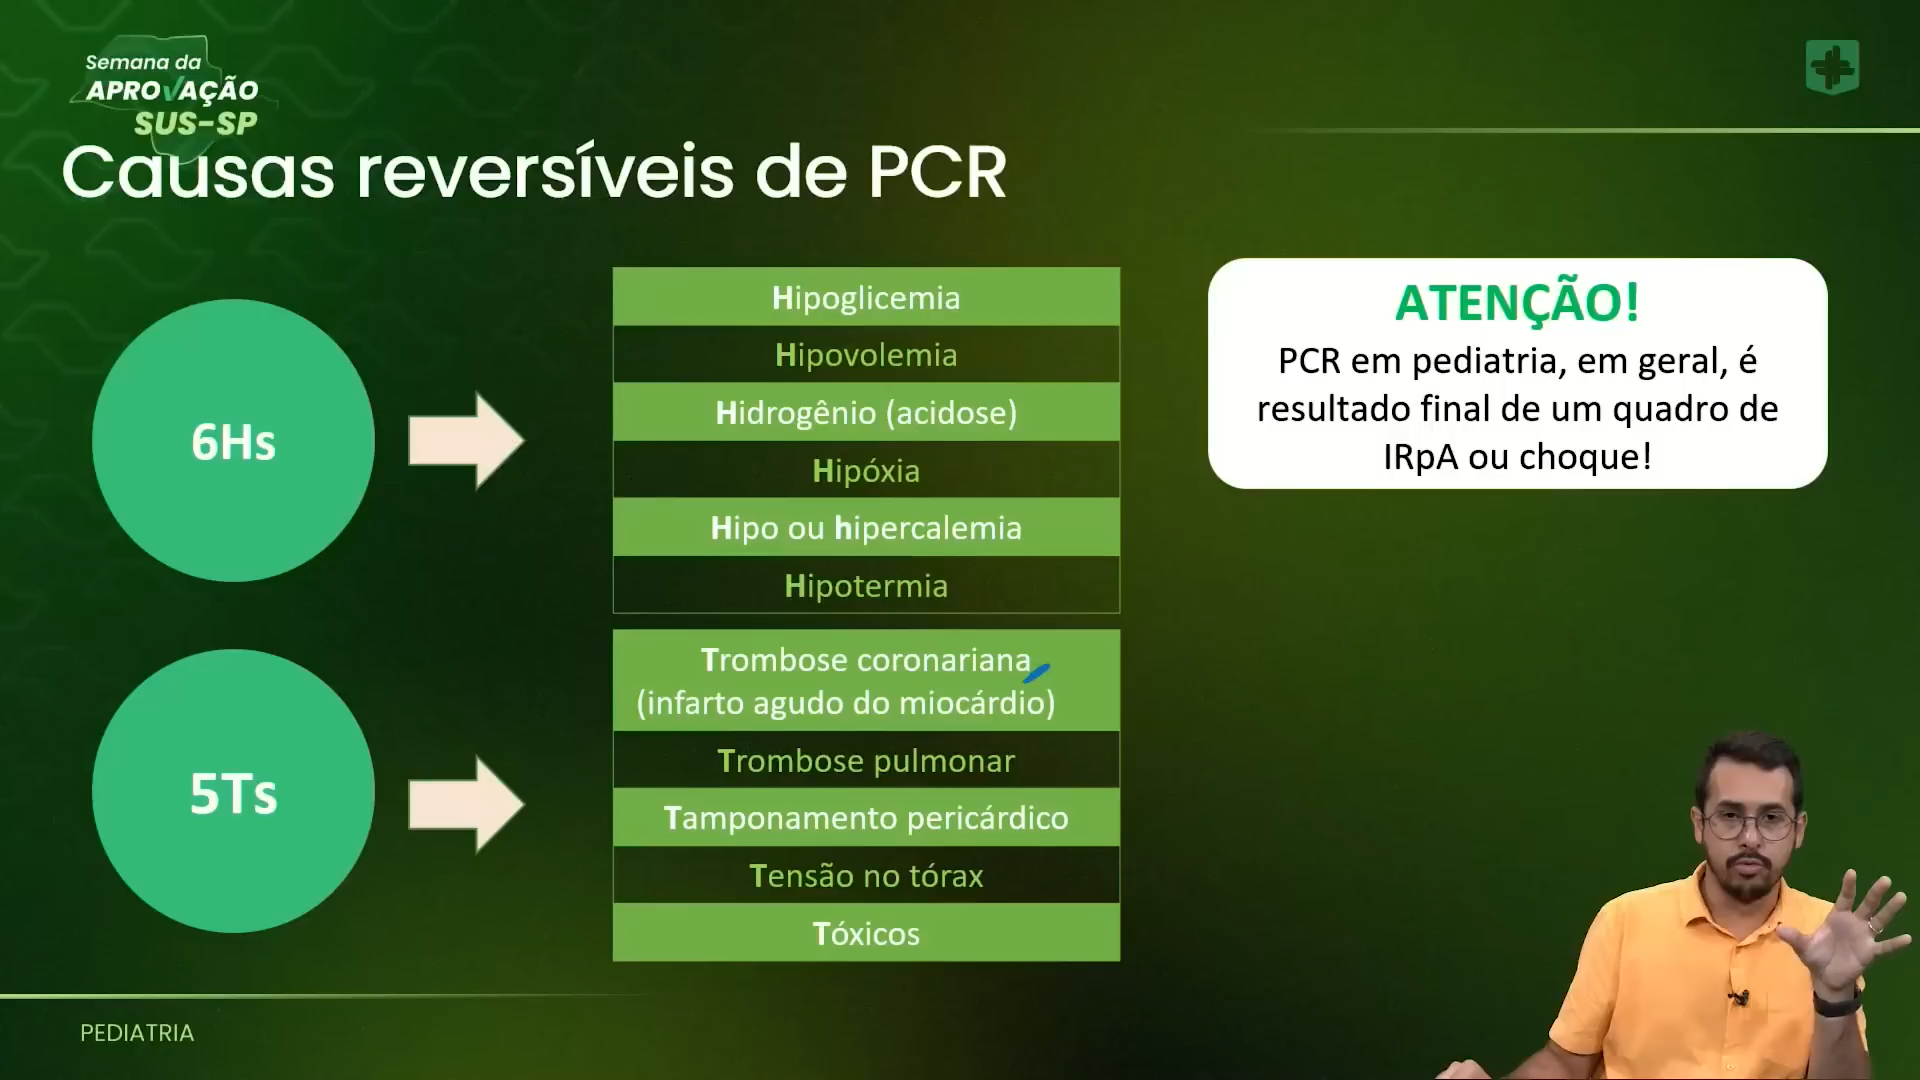 Semana da
APROVAÇÃO
SUS-SP
Causas reversíveis de PCR
6Hs
Hipoglicemia
Hipovolemia
Hidrogênio (acidose)
Hipóxia
Hipo ou hipercalemia
Hipotermia
5Ts
Trombose coronariana
(infarto agudo do miocárdio)
Trombose pulmonar
Tamponamento pericárdico
Tensão no tórax
Tóxicos
ATENÇÃO!
PCR em pediatria, em geral, é
resultado final de um quadro de
IRpA ou choque!
PEDIATRIA